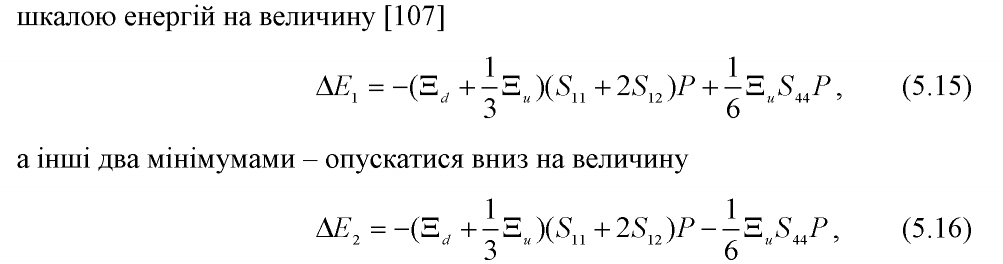 шкалою енергій на величину [107]
ΔE₁ = −(Ξ_d + 1/3 Ξ_u)(S₁₁ + 2S₁₂)P + 1/6 Ξ_u S₄₄P , (5.15)
а інші два мінімумами – опускатися вниз на величину
ΔE₂ = −(Ξ_d + 1/3 Ξ_u)(S₁₁ + 2S₁₂)P − 1/6 Ξ_u S₄₄P , (5.16)